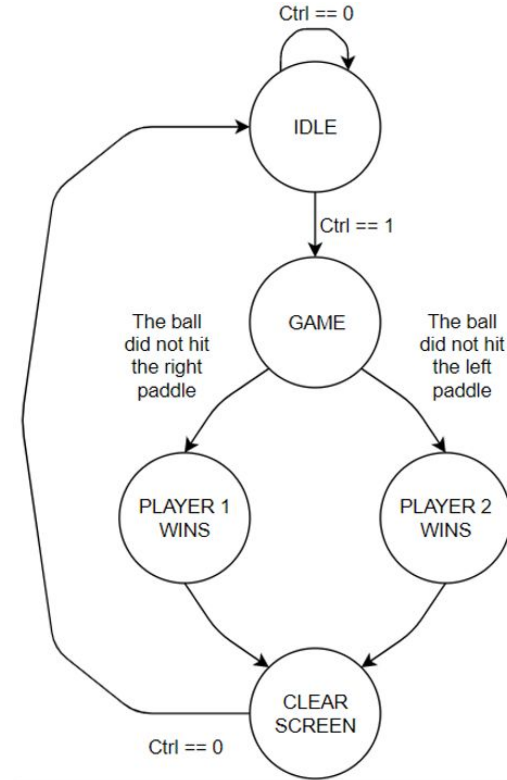 Ctrl == 0
IDLE
Ctrl == 1
GAME
The ball
did not hit
the right
paddle
The ball
did not hit
the left
paddle
PLAYER 1
WINS
PLAYER 2
WINS
CLEAR
SCREEN
Ctrl == 0